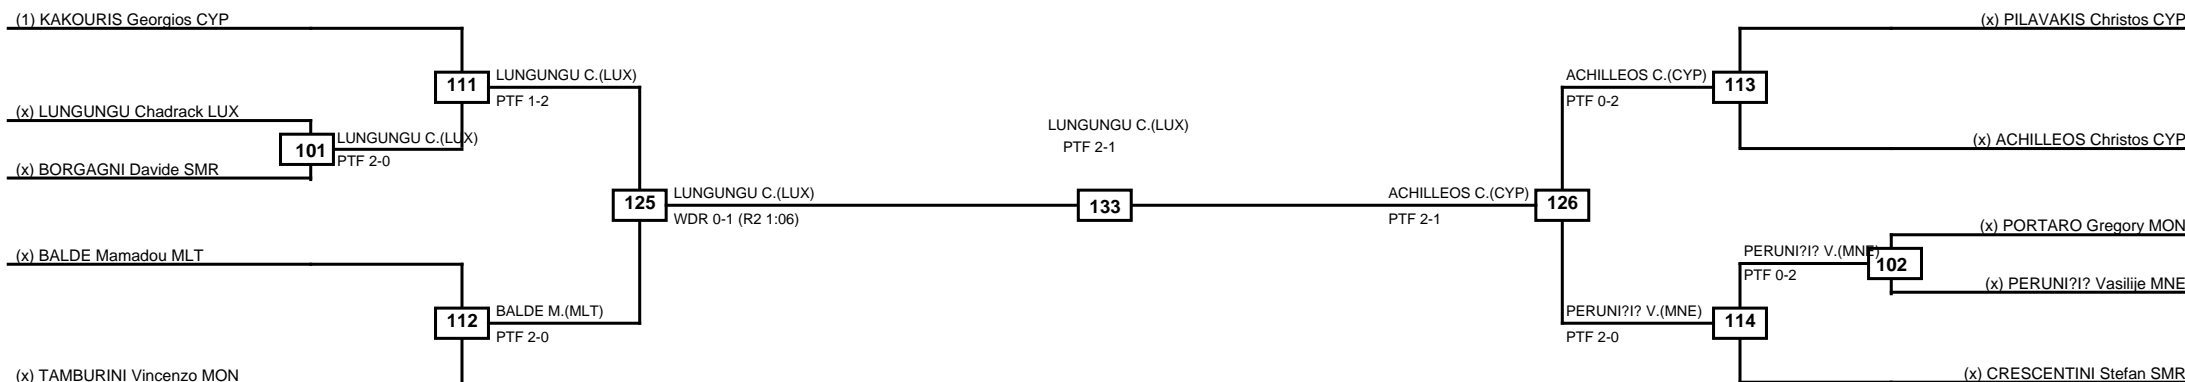 (1) KAKOURIS Georgios CYP
(x) PILAVAKIS Christos CYP
111
LUNGUNGU C.(LUX)
PTF 1-2
ACHILLEOS C.(CYP)
PTF 0-2
113
(x) LUNGUNGU Chadrack LUX
101
LUNGUNGU C.(LUX)
PTF 2-0
LUNGUNGU C.(LUX)
PTF 2-1
(x) ACHILLEOS Christos CYP
(x) BORGAGNI Davide SMR
125
LUNGUNGU C.(LUX)
WDR 0-1 (R2 1:06)
133
ACHILLEOS C.(CYP)
PTF 2-1
126
(x) PORTARO Gregory MON
(x) BALDE Mamadou MLT
PERUNI?I? V.(MNE)
PTF 0-2
102
(x) PERUNI?I? Vasilije MNE
112
BALDE M.(MLT)
PTF 2-0
PERUNI?I? V.(MNE)
PTF 2-0
114
(x) TAMBURINI Vincenzo MON
(x) CRESCENTINI Stefan SMR